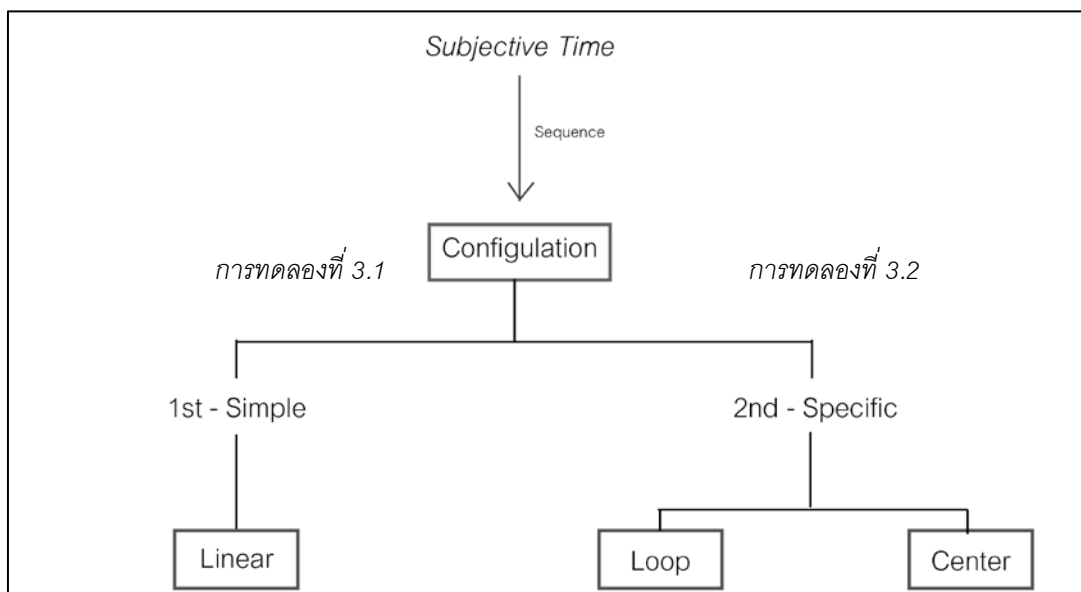 Subjective Time
Sequence
Configulation
การทดลองที่ 3.1
การทดลองที่ 3.2
1st - Simple
2nd - Specific
Linear
Loop
Center